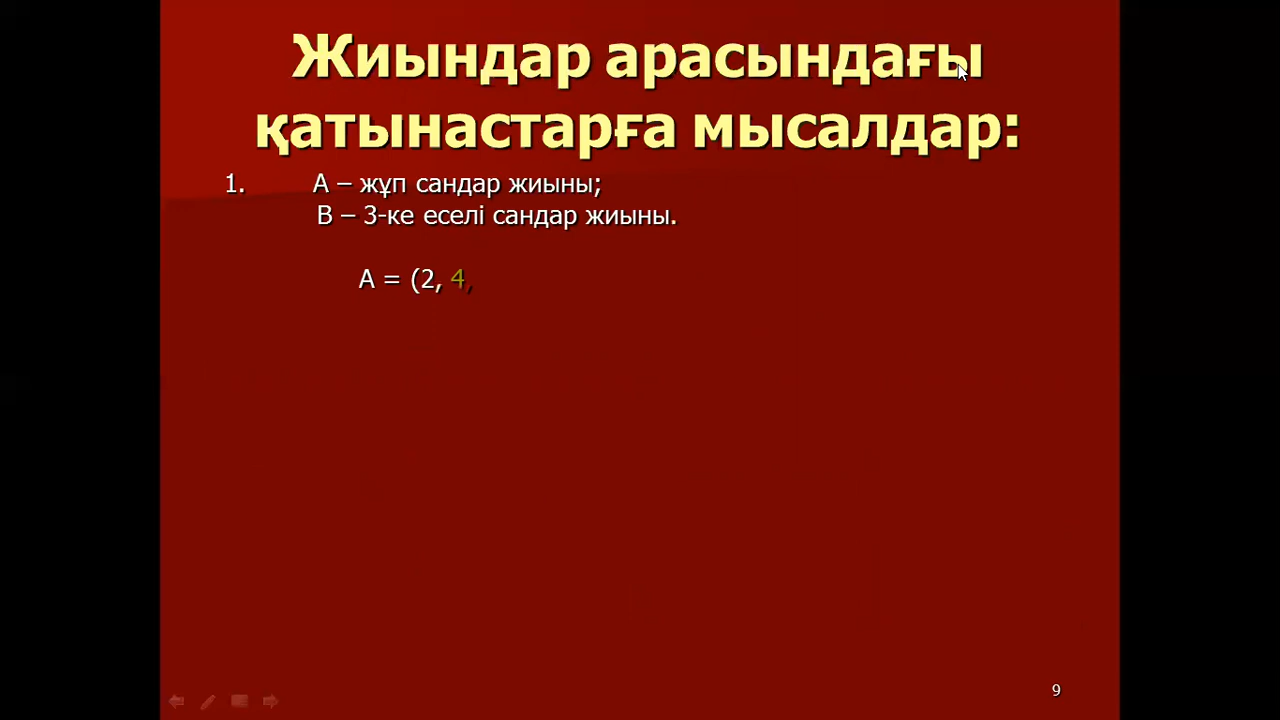 Жиындар арасындағы
қатынастарға мысалдар:
1. А – жұп сандар жиыны;
В – 3-ке еселі сандар жиыны.
А = (2, 4,
9